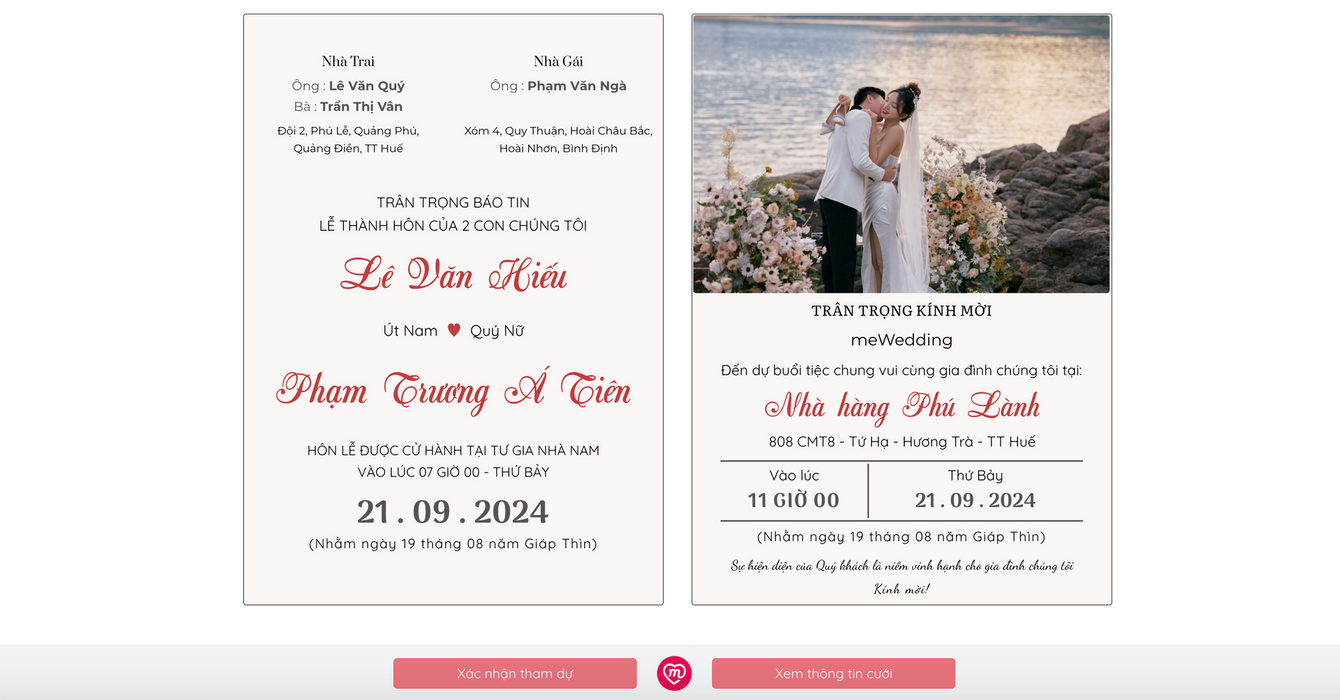 Nhà Trai
Ông : Lê Văn Quý
Bà : Trần Thị Vân
Đội 2, Phú Lễ, Quảng Phú,
Quảng Điền, TT Huế
Nhà Gái
Ông : Phạm Văn Ngà
Xóm 4, Quy Thuận, Hoài Châu Bắc,
Hoài Nhơn, Bình Định
TRÂN TRỌNG BÁO TIN
LỄ THÀNH HÔN CỦA 2 CON CHÚNG TÔI
Lê Văn Hiếu
Út Nam ♥ Quý Nữ
Phạm Trương Á Tiên
HÔN LỄ ĐƯỢC CỬ HÀNH TẠI TƯ GIA NHÀ NAM
VÀO LÚC 07 GIỜ 00 - THỨ BẢY
21 . 09 . 2024
(Nhằm ngày 19 tháng 08 năm Giáp Thìn)
TRÂN TRỌNG KÍNH MỜI
meWedding
Đến dự buổi tiệc chung vui cùng gia đình chúng tôi tại:
Nhà hàng Phú Lành
808 CMT8 - Tứ Hạ - Hương Trà - TT Huế
Vào lúc
11 GIỜ 00
Thứ Bảy
21 . 09 . 2024
(Nhằm ngày 19 tháng 08 năm Giáp Thìn)
Sự hiện diện của Quý khách là niềm vinh hạnh cho gia đình chúng tôi
Kính mời!
Xác nhận tham dự
m
Xem thông tin cưới